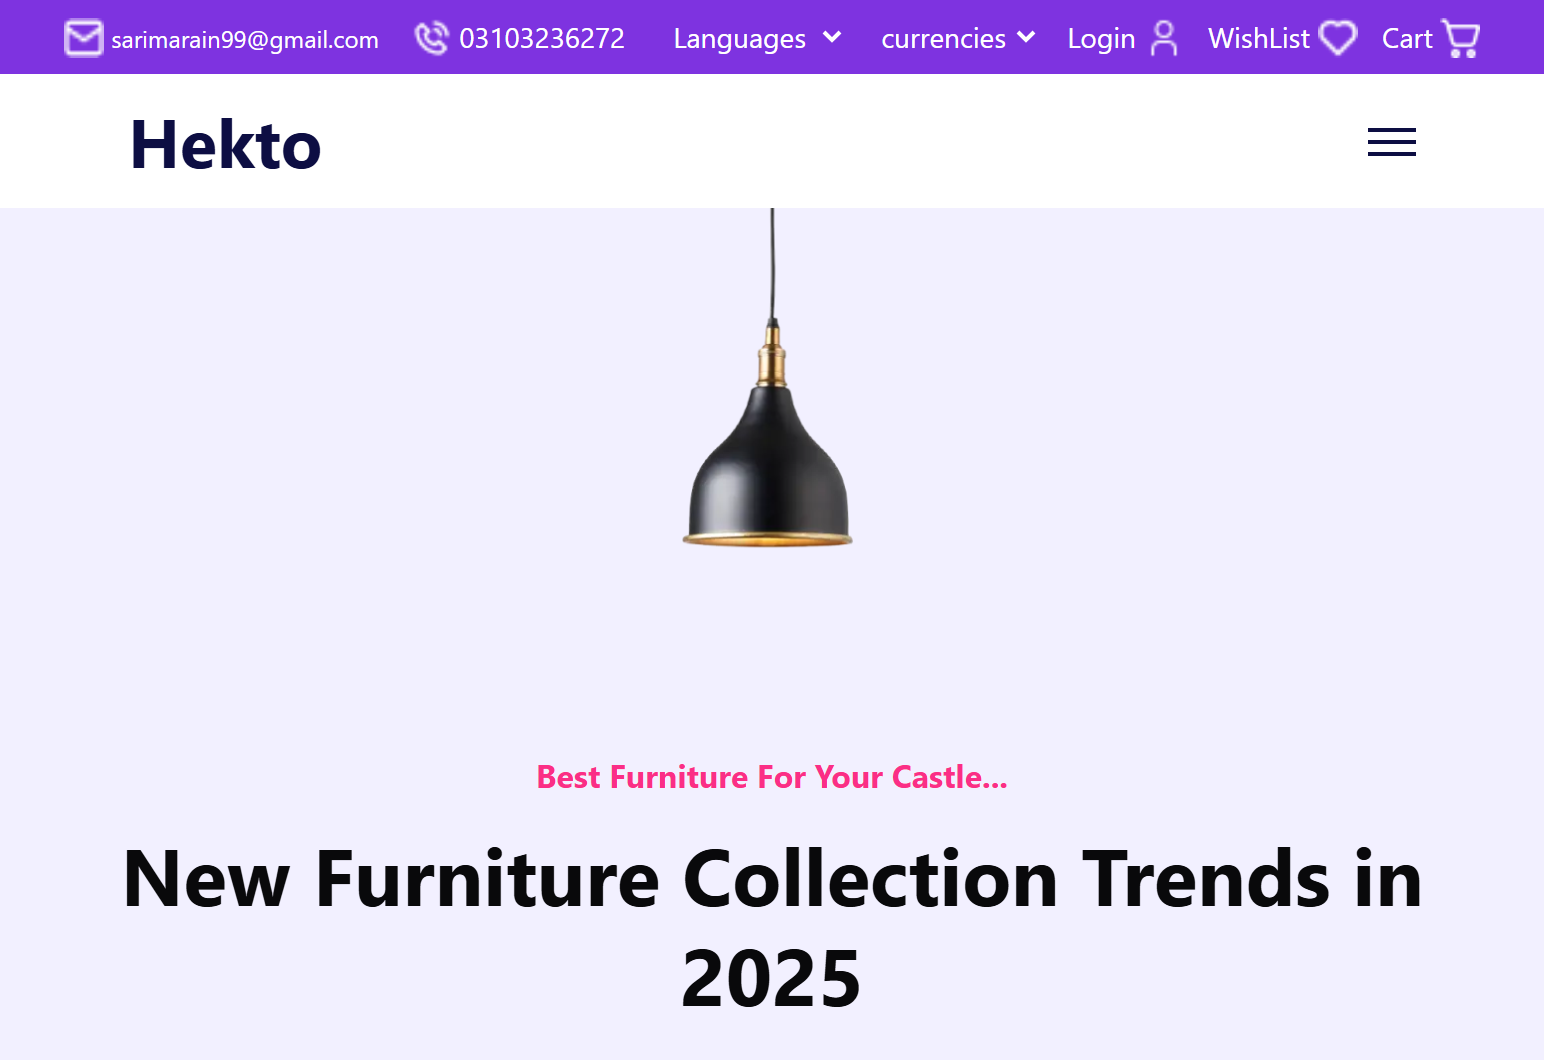 sarimarain99@gmail.com 03103236272 Languages currencies Login WishList Cart
Hekto
Best Furniture For Your Castle...
New Furniture Collection Trends in
2025